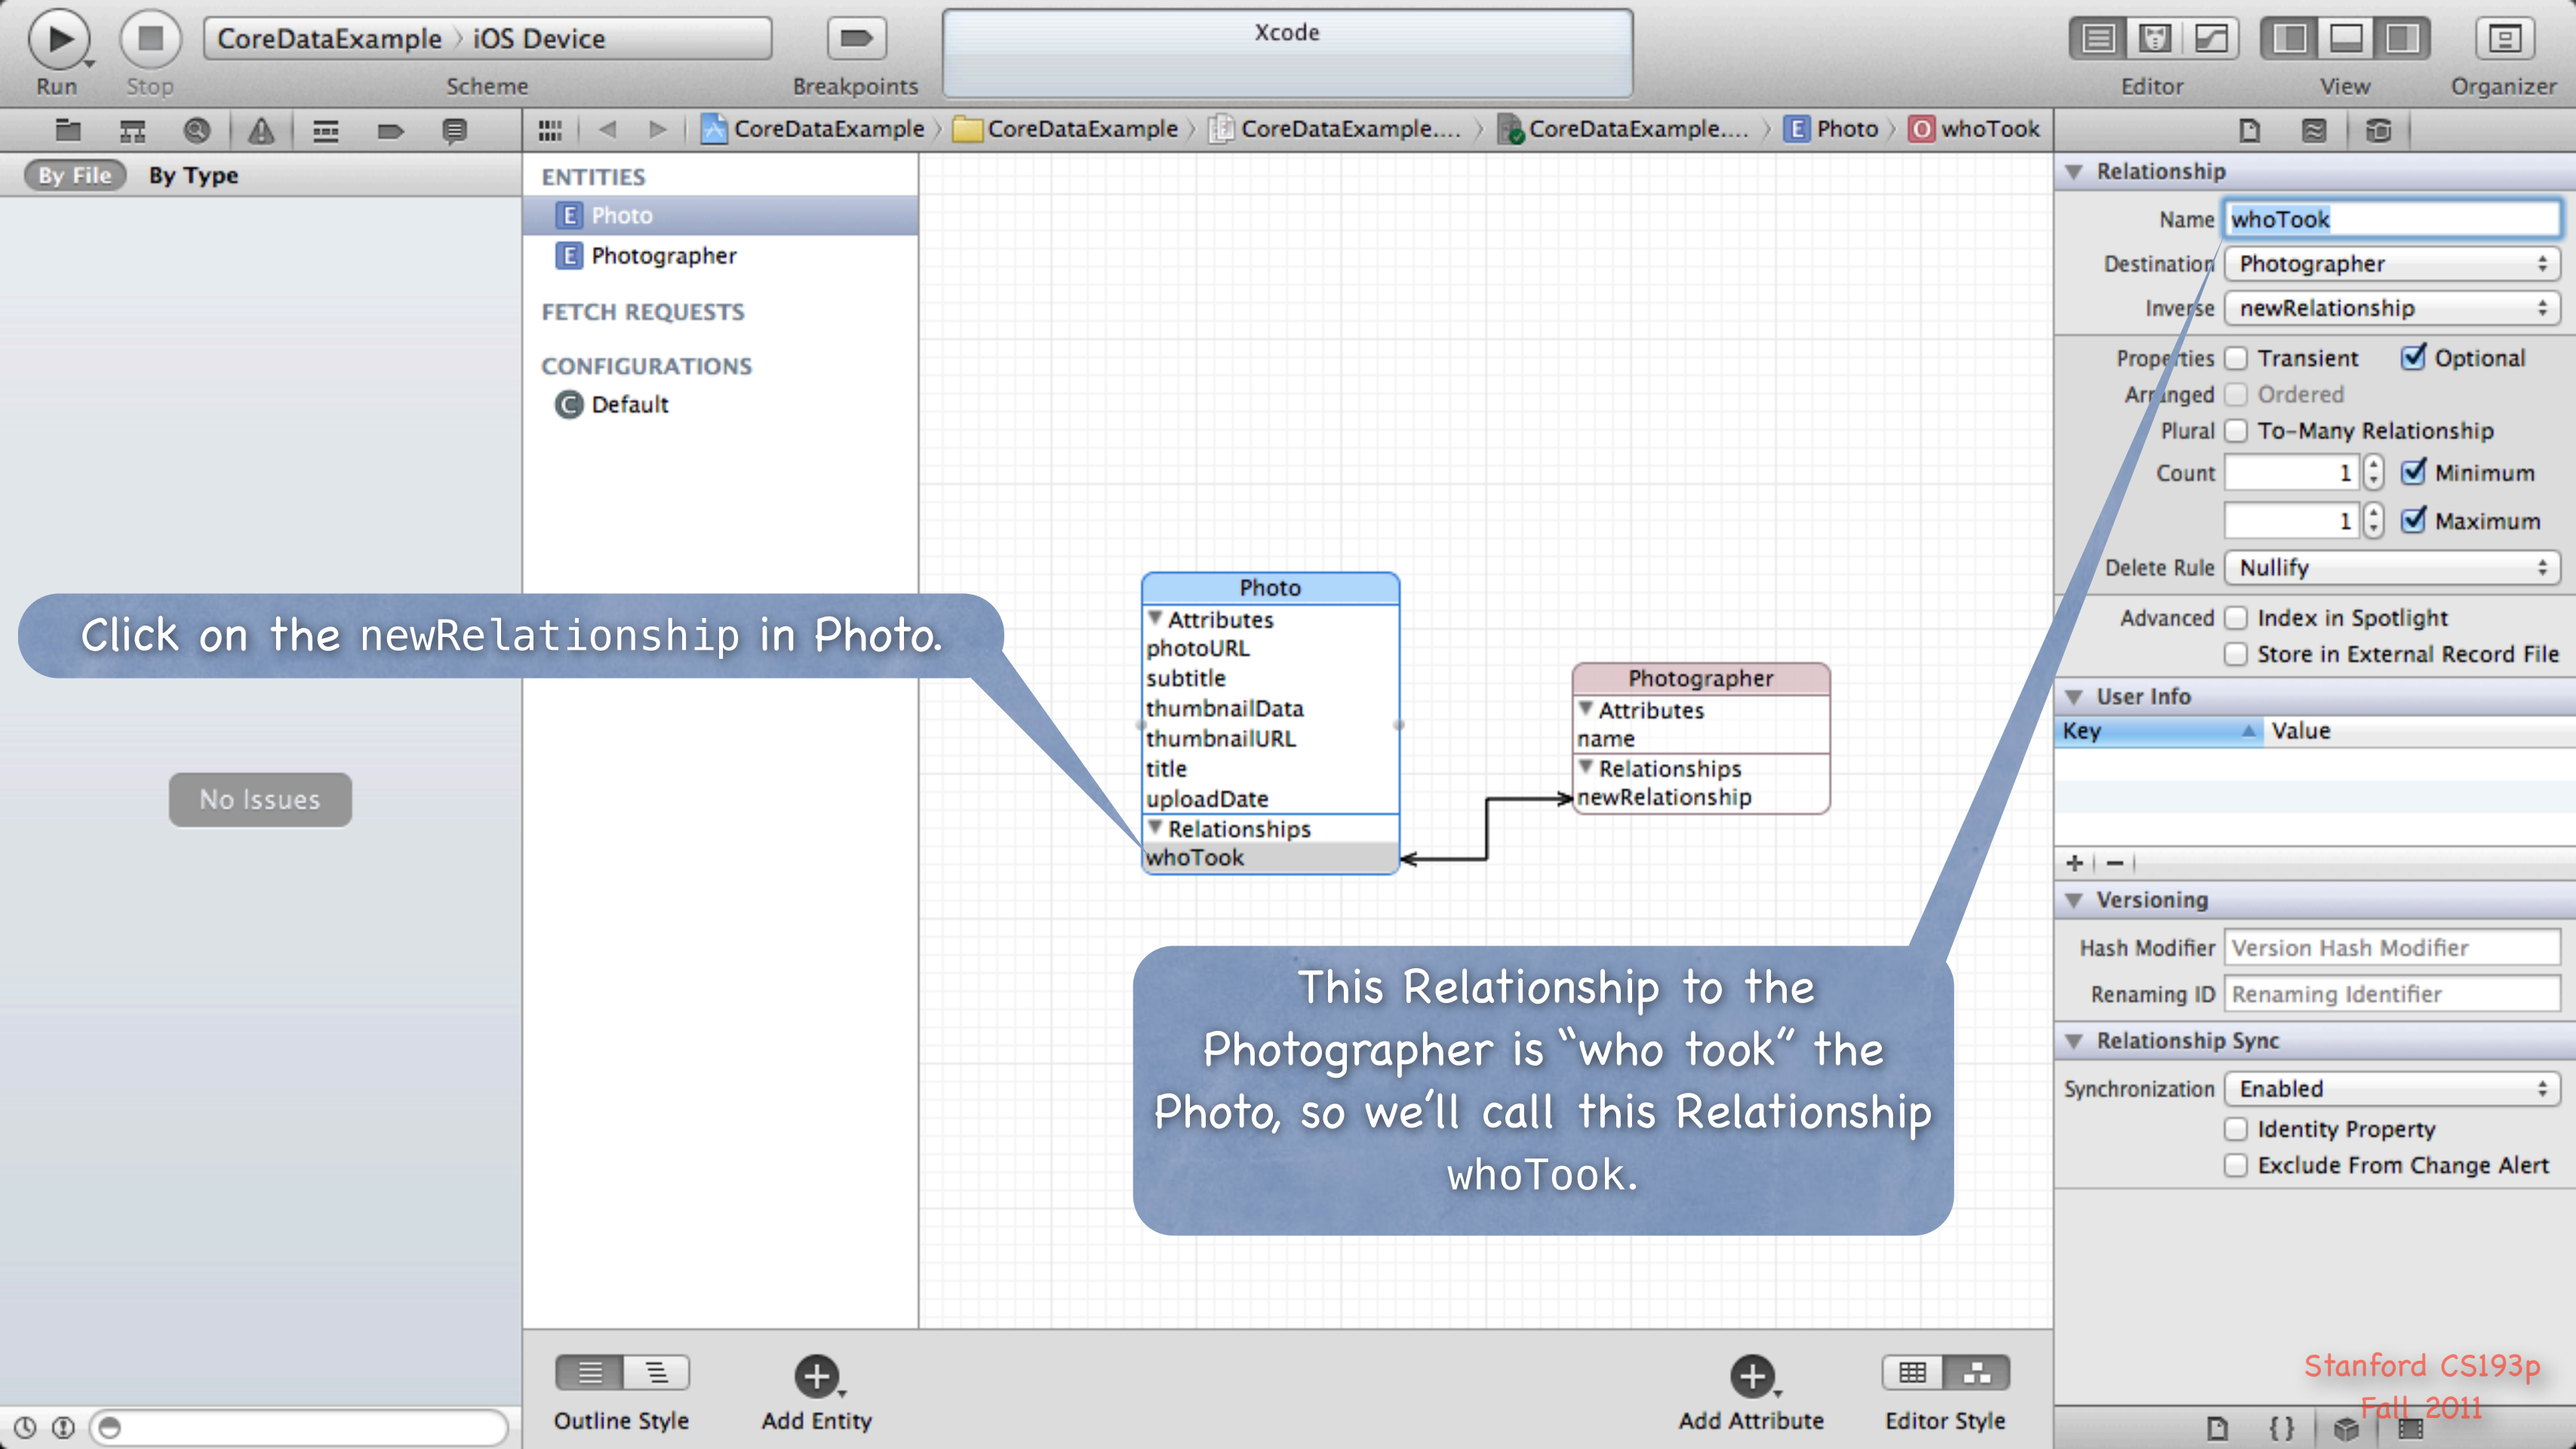 Xcode
CoreDataExample › iOS Device
Run
Stop
Scheme
Breakpoints
Editor
View
Organizer
CoreDataExample
CoreDataExample
CoreDataExample....
CoreDataExample....
E Photo
O whoTook
By File By Type
No Issues
ENTITIES
E Photo
E Photographer
FETCH REQUESTS
CONFIGURATIONS
C Default
Click on the newRelationship in Photo.
Photo
Attributes
photoURL
subtitle
thumbnailData
thumbnailURL
title
uploadDate
Relationships
whoTook
Photographer
Attributes
name
Relationships
newRelationship
This Relationship to the
Photographer is “who took” the
Photo, so we’ll call this Relationship
whoTook.
Relationship
Name whoTook
Destination Photographer
Inverse newRelationship
Properties Transient Optional
Arranged Ordered
Plural To-Many Relationship
Count 1 Minimum
1 Maximum
Delete Rule Nullify
Advanced Index in Spotlight
Store in External Record File
User Info
Key Value
+ −
Versioning
Hash Modifier Version Hash Modifier
Renaming ID Renaming Identifier
Relationship Sync
Synchronization Enabled
Identity Property
Exclude From Change Alert
Outline Style
Add Entity
Add Attribute
Editor Style
Stanford CS193p
Fall 2011
{ }